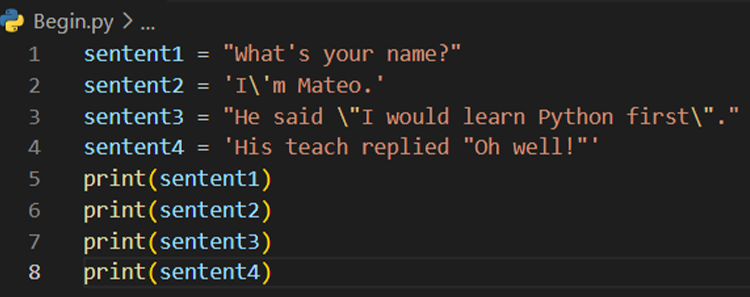 Begin.py > ...
1 sentent1 = "What's your name?"
2 sentent2 = 'I\'m Mateo.'
3 sentent3 = "He said \"I would learn Python first\"."
4 sentent4 = 'His teach replied "Oh well!"'
5 print(sentent1)
6 print(sentent2)
7 print(sentent3)
8 print(sentent4)